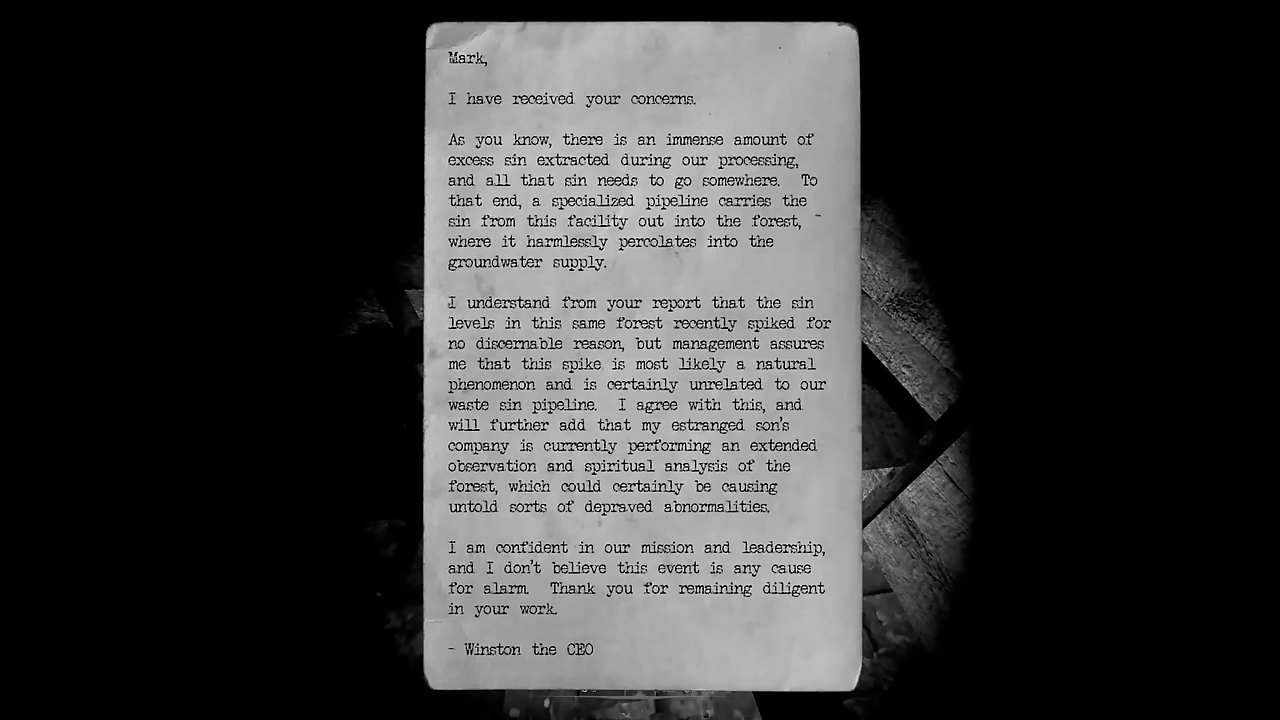 Mark,
I have received your concerns.
As you know, there is an immense amount of
excess sin extracted during our processing,
and all that sin needs to go somewhere.  To
that end, a specialized pipeline carries the
sin from this facility out into the forest,
where it harmlessly percolates into the
groundwater supply.
I understand from your report that the sin
levels in this same forest recently spiked for
no discernable reason, but management assures
me that this spike is most likely a natural
phenomenon and is certainly unrelated to our
waste sin pipeline.  I agree with this, and
will further add that my estranged son's
company is currently performing an extended
observation and spiritual analysis of the
forest, which could certainly be causing
untold sorts of depraved abnormalities.
I am confident in our mission and leadership,
and I don't believe this event is any cause
for alarm.  Thank you for remaining diligent
in your work.
- Winston the CEO